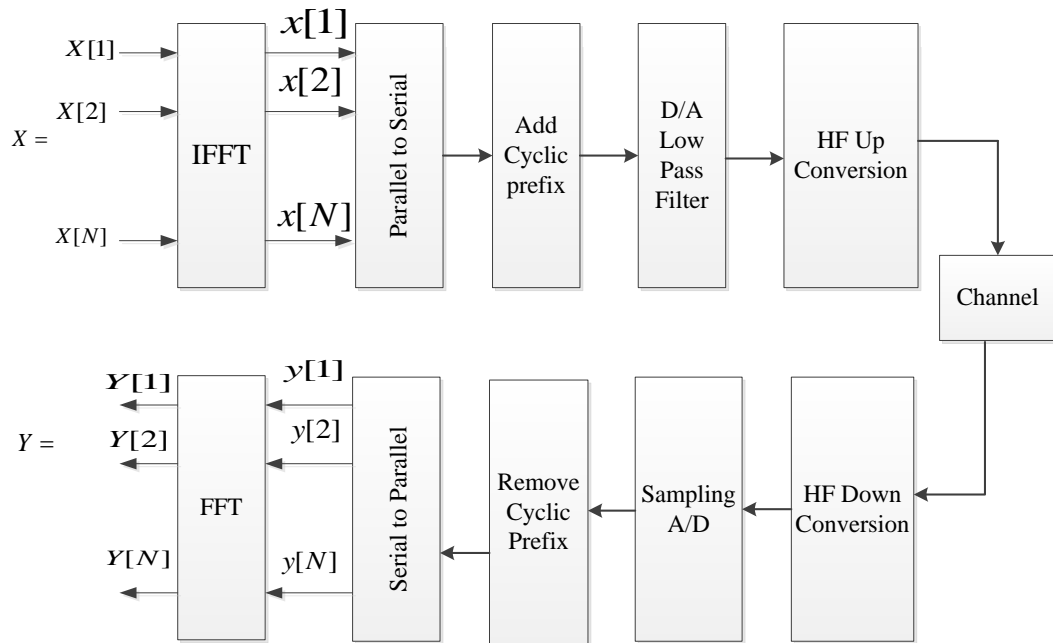 X[1]
X[2]
X =
X[N]
IFFT
x[1]
x[2]
x[N]
Parallel to Serial
Add
Cyclic
prefix
D/A
Low
Pass
Filter
HF Up
Conversion
Channel
HF Down
Conversion
Sampling
A/D
Remove
Cyclic
Prefix
Serial to Parallel
y[1]
y[2]
y[N]
FFT
Y[1]
Y =
Y[2]
Y[N]